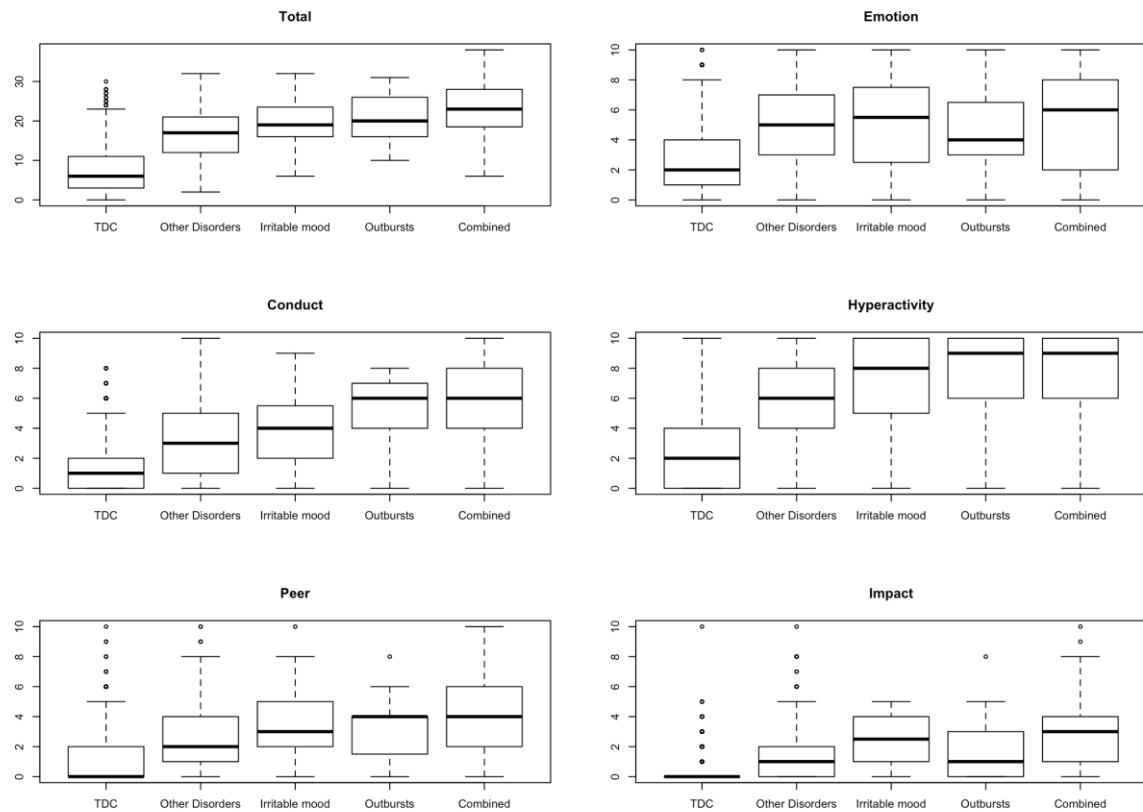 Total
30
20
10
0
TDC Other Disorders Irritable mood Outbursts Combined
Emotion
10
8
6
4
2
0
TDC Other Disorders Irritable mood Outbursts Combined
Conduct
10
8
6
4
2
0
TDC Other Disorders Irritable mood Outbursts Combined
Hyperactivity
10
8
6
4
2
0
TDC Other Disorders Irritable mood Outbursts Combined
Peer
10
8
6
4
2
0
TDC Other Disorders Irritable mood Outbursts Combined
Impact
10
8
6
4
2
0
TDC Other Disorders Irritable mood Outbursts Combined